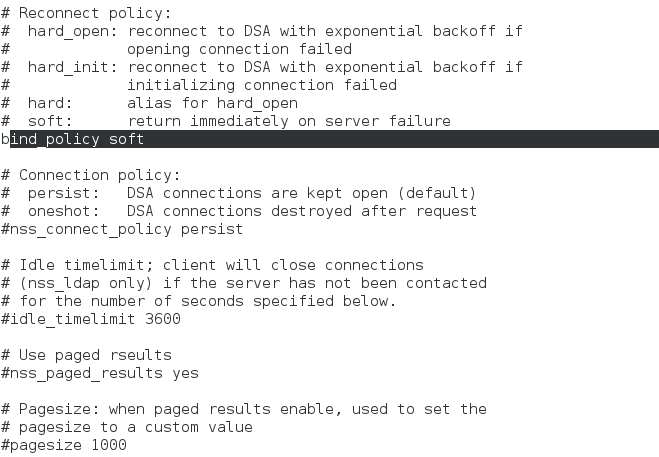 # Reconnect policy:
#  hard_open: reconnect to DSA with exponential backoff if
#             opening connection failed
#  hard_init: reconnect to DSA with exponential backoff if
#             initializing connection failed
#  hard:      alias for hard_open
#  soft:      return immediately on server failure
bind_policy soft
# Connection policy:
#  persist:   DSA connections are kept open (default)
#  oneshot:   DSA connections destroyed after request
#nss_connect_policy persist
# Idle timelimit; client will close connections
# (nss_ldap only) if the server has not been contacted
# for the number of seconds specified below.
#idle_timelimit 3600
# Use paged rseults
#nss_paged_results yes
# Pagesize: when paged results enable, used to set the
# pagesize to a custom value
#pagesize 1000